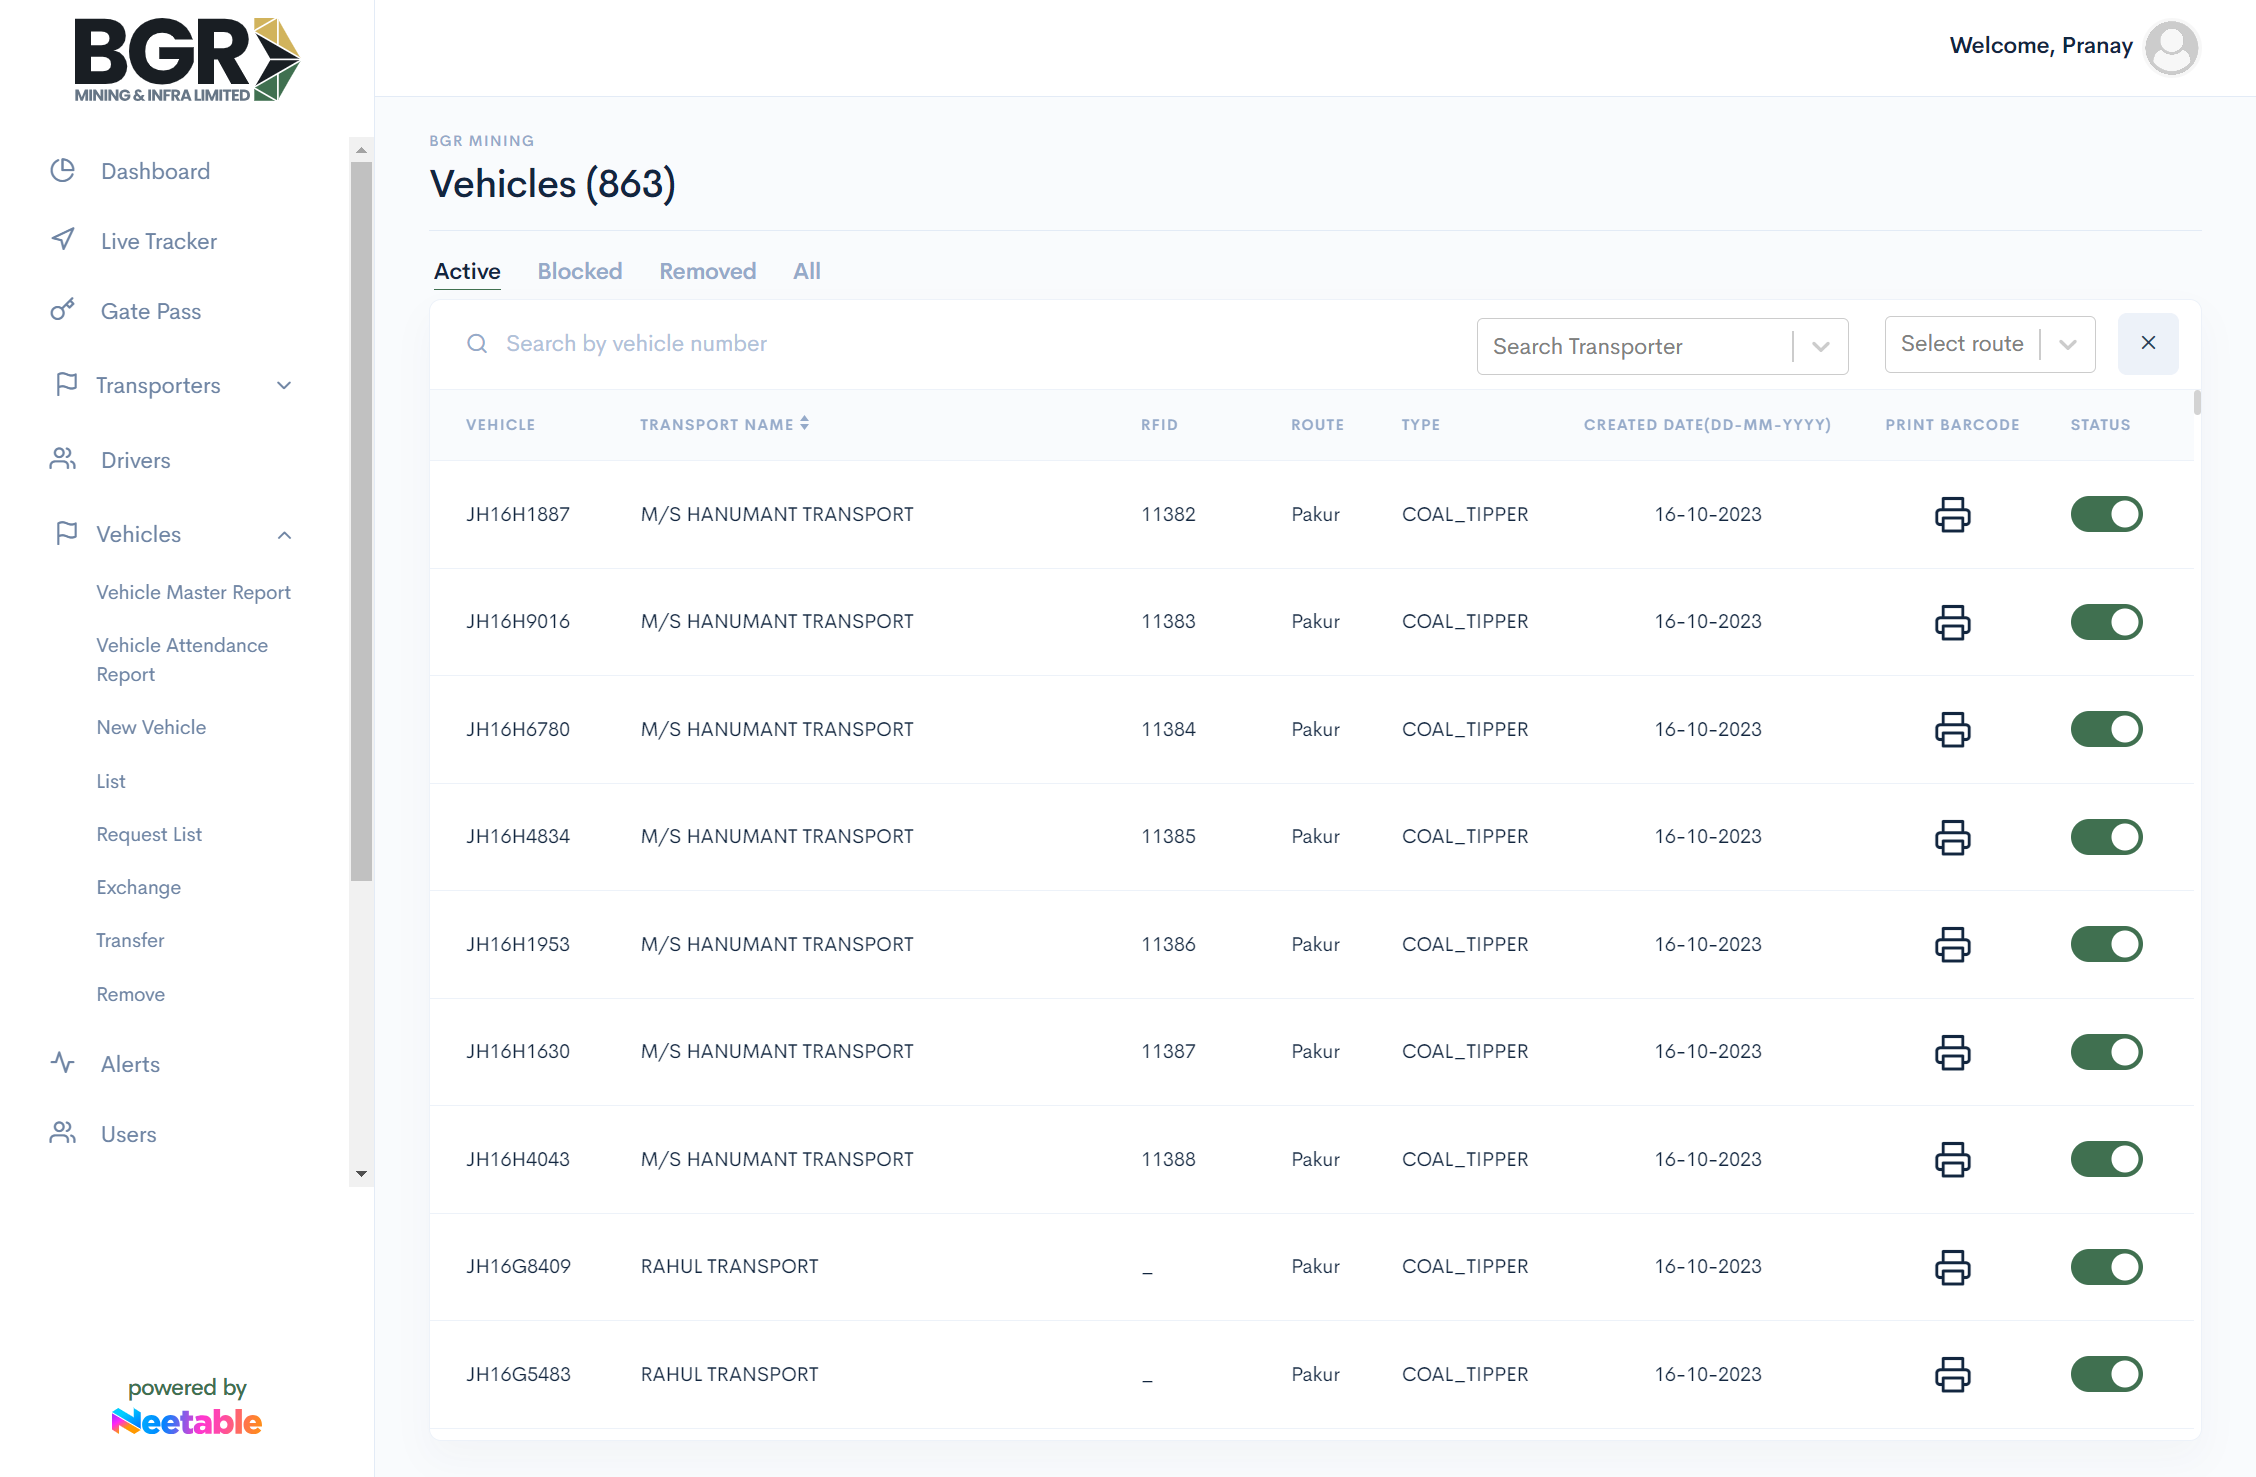 BGR
MINING & INFRA LIMITED
Welcome, Pranay
Dashboard
Live Tracker
Gate Pass
Transporters
Drivers
Vehicles
Vehicle Master Report
Vehicle Attendance
Report
New Vehicle
List
Request List
Exchange
Transfer
Remove
Alerts
Users
powered by
Neetable
BGR MINING
Vehicles (863)
Active Blocked Removed All
Search by vehicle number Search Transporter Select route
VEHICLE TRANSPORT NAME RFID ROUTE TYPE CREATED DATE(DD-MM-YYYY) PRINT BARCODE STATUS
JH16H1887 M/S HANUMANT TRANSPORT 11382 Pakur COAL_TIPPER 16-10-2023
JH16H9016 M/S HANUMANT TRANSPORT 11383 Pakur COAL_TIPPER 16-10-2023
JH16H6780 M/S HANUMANT TRANSPORT 11384 Pakur COAL_TIPPER 16-10-2023
JH16H4834 M/S HANUMANT TRANSPORT 11385 Pakur COAL_TIPPER 16-10-2023
JH16H1953 M/S HANUMANT TRANSPORT 11386 Pakur COAL_TIPPER 16-10-2023
JH16H1630 M/S HANUMANT TRANSPORT 11387 Pakur COAL_TIPPER 16-10-2023
JH16H4043 M/S HANUMANT TRANSPORT 11388 Pakur COAL_TIPPER 16-10-2023
JH16G8409 RAHUL TRANSPORT _ Pakur COAL_TIPPER 16-10-2023
JH16G5483 RAHUL TRANSPORT _ Pakur COAL_TIPPER 16-10-2023